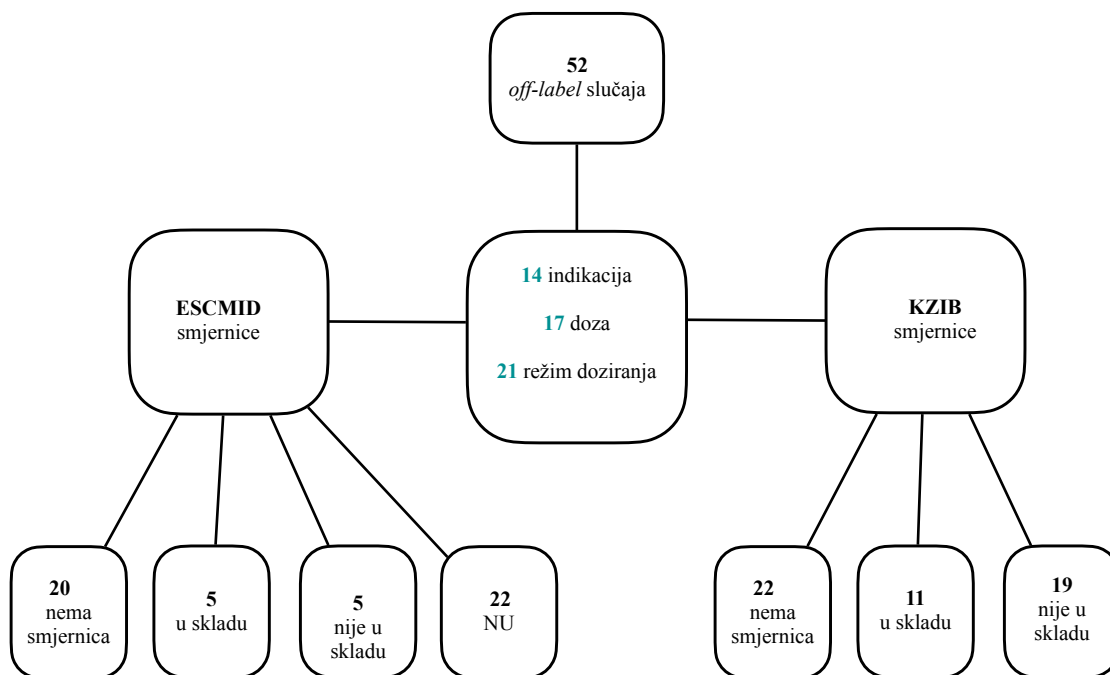 52
off-label slučaja
14 indikacija
17 doza
21 režim doziranja
ESCMID
smjernice
KZIB
smjernice
20
nema
smjernica
5
u skladu
5
nije u
skladu
22
NU
22
nema
smjernica
11
u skladu
19
nije u
skladu